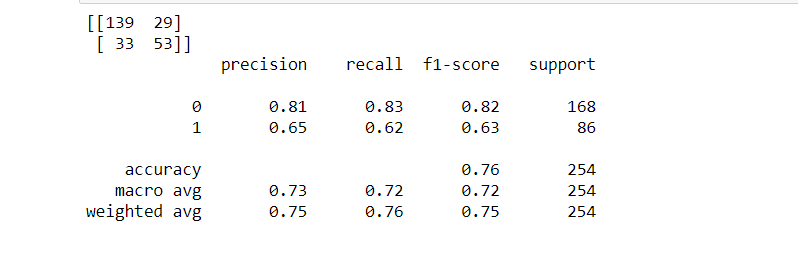 [[139  29]
 [ 33  53]]
              precision    recall  f1-score   support

           0       0.81      0.83      0.82       168
           1       0.65      0.62      0.63        86

    accuracy                           0.76       254
   macro avg       0.73      0.72      0.72       254
weighted avg       0.75      0.76      0.75       254